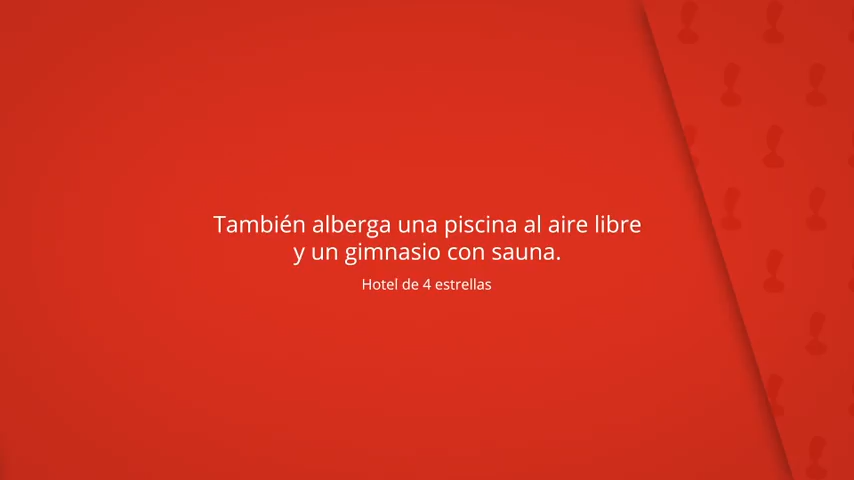 También alberga una piscina al aire libre
y un gimnasio con sauna.
Hotel de 4 estrellas